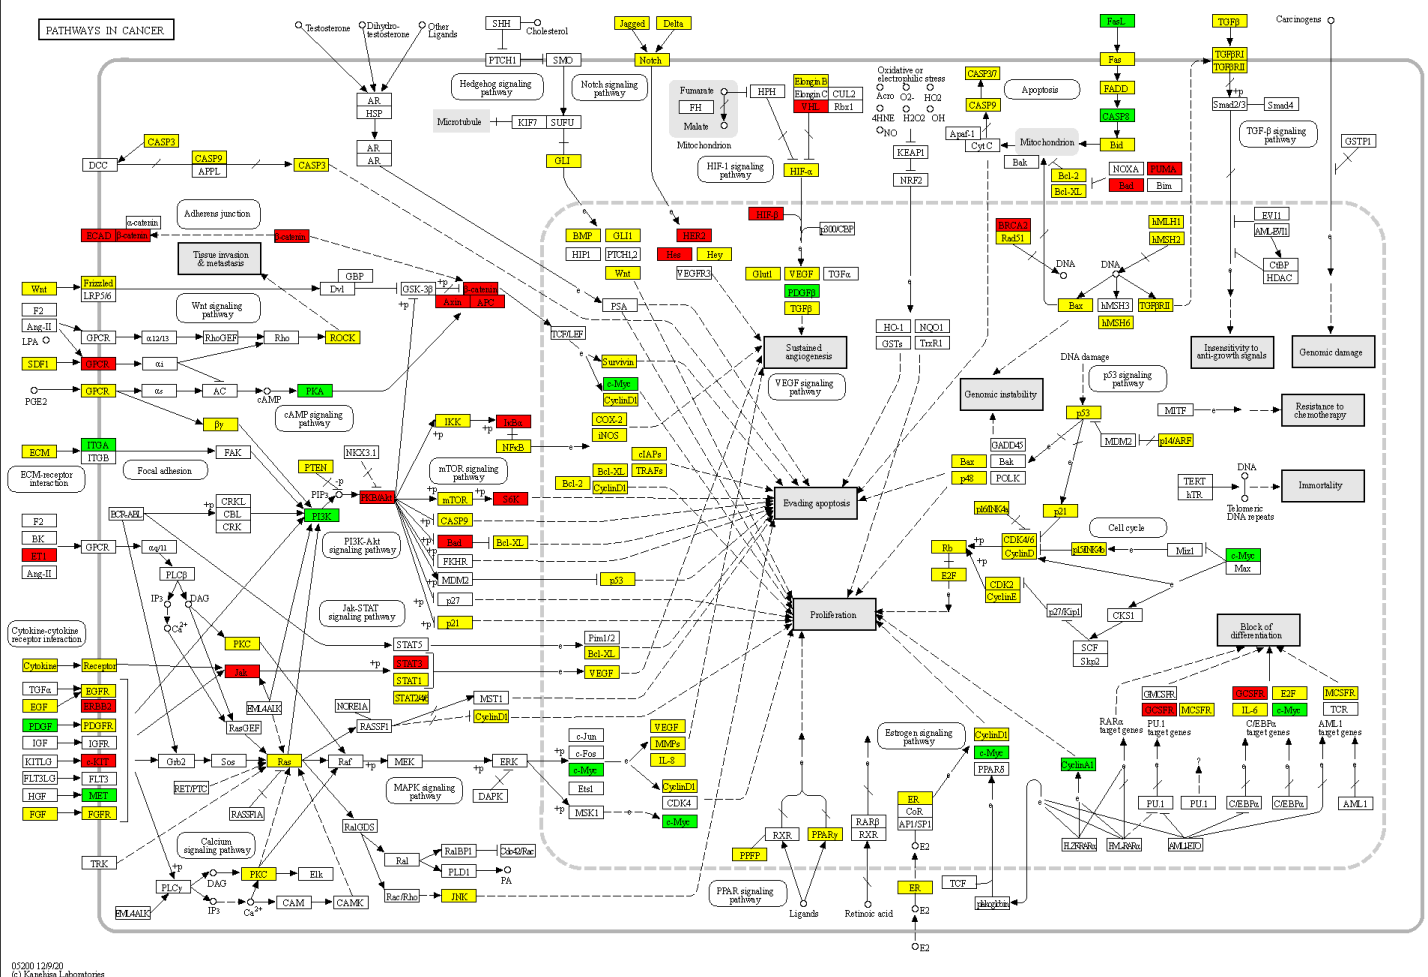 PATHWAYS IN CANCER
Testosterone
Dihydro-
testosterone
Other
Ligands
SHH
Cholesterol
Jagged
Delta
FasL
TGFβ
Carcinogens
PTCH1
SMO
Notch
Fas
TGFβRI
TGFβRII
Hedgehog signaling
pathway
Notch signaling
pathway
Fumarate
FH
Malate
Mitochondrion
HPH
Elongin B
Elongin C
CUL2
VHL
Rbx1
Oxidative or
electrophilic stress
Acro
O2-
HO2
4HNE
H2O2
OH
NO
CASP3/7
CASP9
Apoptosis
FADD
CASP8
Bid
Smad2/3
Smad4
+p
AR
HSP
AR
AR
Microtubule
KIF7
SUFU
Apaf-1
Cyt C
Mitochondrion
TGF-β signaling
pathway
GSTP1
CASP3
CASP9
APPL
CASP3
DCC
GLI
HIF-1 signaling
pathway
HIF-α
KEAP1
NRF2
Bak
Bcl-2
Bcl-XL
NOXA
PUMA
Bad
Bim
Adherens junction
α-catenin
ECAD
β-catenin
β-catenin
Tissue invasion
& metastasis
BMP
GLI1
HIP1
PTCH1,2
Wnt
HER2
Hes
Hey
VEGFR3
HIF-β
p300/CBP
Glut1
VEGF
TGFα
PDGFβ
TGFβ
BRCA2
Rad51
DNA
hMLH1
hMSH2
DNA
Bax
hMSH3
TGFβRII
hMSH6
EVI1
AML-EVI1
CtBP
HDAC
Wnt
Frizzled
LRP5/6
GBP
Dvl
GSK-3β
β-catenin
Axin
APC
+p
Wnt signaling
pathway
F2
Ang-II
LPA
GPCR
α12/13
RhoGEF
Rho
ROCK
PSA
TCF/LEF
HO-1
NQO1
GSTs
TrxR1
SDF1
GPCR
αi
Sustained
angiogenesis
Insensitivity to
anti-growth signals
Genomic damage
PGE2
GPCR
αs
AC
cAMP
PKA
Survivin
c-Myc
CyclinD1
VEGF signaling
pathway
DNA damage
p53 signaling
pathway
Genomic instability
cAMP signaling
pathway
βγ
IKK
IκBα
NFκB
COX-2
iNOS
p53
MITF
Resistance to
chemotherapy
MDM2
p14/ARF
GADD45
Bak
POLK
Bax
p48
ECM
ITGA
ITGB
FAK
ECM-receptor
interaction
Focal adhesion
PTEN
NKX3.1
PIP3
-p
mTOR signaling
pathway
cIAPs
Bcl-XL
TRAFs
Bcl-2
CyclinD1
PKB/Akt
mTOR
S6K
Evading apoptosis
TERT
hTR
DNA
Telomeric
DNA repeats
Immortality
BCR-ABL
CRKL
CBL
CRK
PI3K
PI3K-Akt
signaling pathway
CASP9
Bad
Bcl-XL
FKHR
MDM2
p53
p27
p21
p16/INK4a
p21
Cell cycle
CDK4/6
CyclinD
p15/INK4b
Miz1
c-Myc
Max
Rb
E2F
CDK2
CyclinE
p27/Kip1
CKS1
SCF
Skp2
F2
BK
ET1
Ang-II
GPCR
αq/11
PLCβ
IP3
DAG
Ca2+
Jak-STAT
signaling pathway
Proliferation
Block of
differentiation
Cytokine-cytokine
receptor interaction
Cytokine
Receptor
PKC
Jak
STAT5
STAT3
STAT1
STAT2/4/6
Pim1/2
Bcl-XL
VEGF
TGFα
EGFR
EGF
ERBB2
PDGF
PDGFR
IGF
IGFR
KITLG
c-KIT
FLT3LG
FLT3
HGF
MET
FGF
FGFR
EML4ALK
NORE1A
RASSF1
MST1
CyclinD1
RasGEF
Grb2
Sos
Ras
Raf
MEK
ERK
RET/PTC
RASSF1A
MAPK signaling
pathway
DAPK
MSK1
c-Jun
c-Fos
c-Myc
Ets1
VEGF
MMPs
IL-8
CyclinD1
CDK4
c-Myc
Estrogen signaling
pathway
CyclinD1
c-Myc
PPARδ
GMCSFR
GCSFR
MCSFR
RARα
target genes
PU.1
target genes
GCSFR
E2F
IL-6
c-Myc
C/EBPα
target genes
MCSFR
TCR
AML1
target genes
CyclinA1
PU.1
?
PU.1
C/EBPα
C/EBPα
AML1
PLZF-RARα
PML-RARα
AML1-ETO
ER
CoR
AP1/SP1
E2
ER
E2
E2
RXR
PPARγ
PPFP
RARβ
RXR
PPAR signaling
pathway
Ligands
Retinoic acid
TCF
plakoglobin
TRK
Calcium
signaling pathway
PLCγ
EML4ALK
DAG
IP3
PKC
Elk
Ca2+
CAM
CAMK
RalGDS
Ral
RalBP1
Cdc42/Rac
PLD1
PA
Rac/Rho
JNK
05200 12/9/20
(c) Kanehisa Laboratories